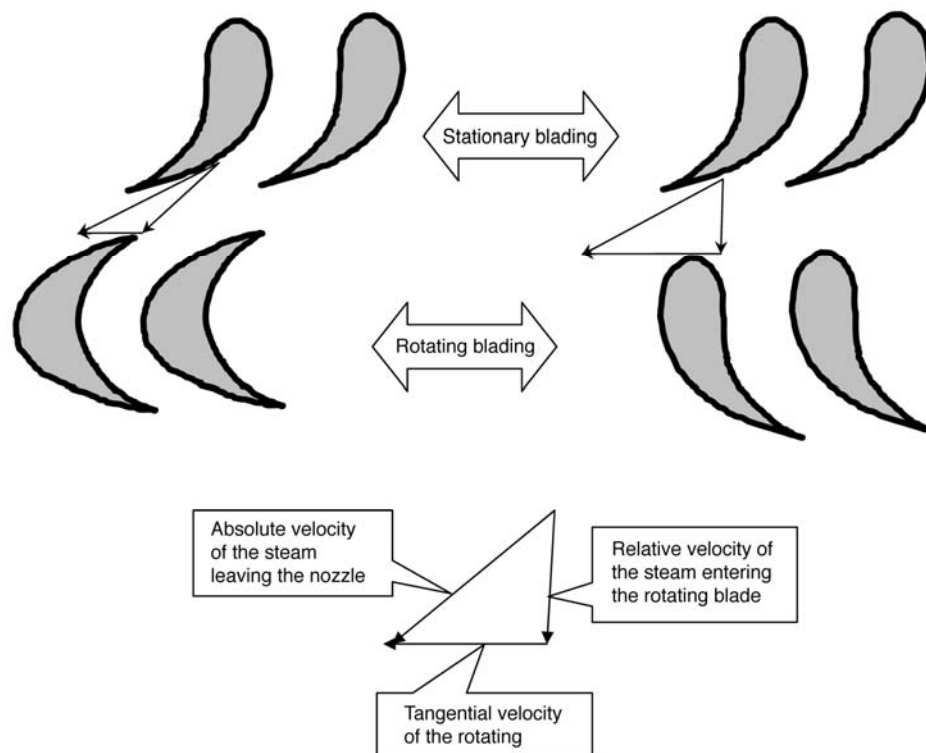 Stationary blading
Rotating blading
Absolute velocity
of the steam
leaving the nozzle
Relative velocity of
the steam entering
the rotating blade
Tangential velocity
of the rotating